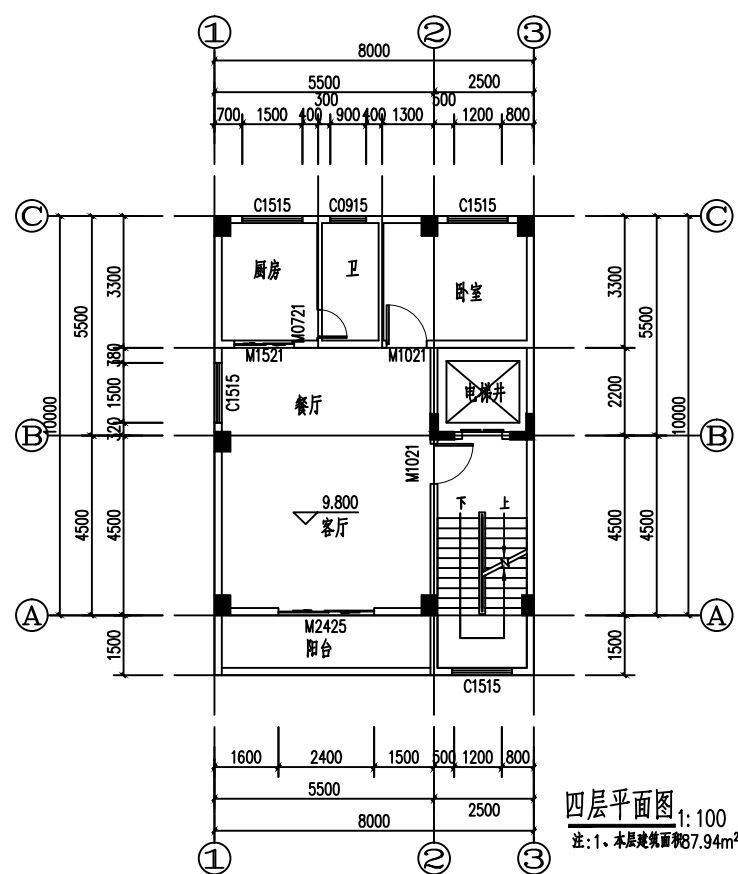 ① ② ③
8000
5500 2500
300 500
700 1500 400 900 400 1300 1200 800
C1515 C0915 C1515
Ⓒ Ⓒ
厨房 卫 卧室
3300 5500 3300 5500
M0721
M1521 M1021
380
1500 10000 C1515 餐厅 电梯井 2200 10000
320
Ⓑ Ⓑ
M1021
下 上
9.800
客厅
4500 4500 4500 4500
Ⓐ Ⓐ
M2425
阳台
1500 1500
C1515
1600 2400 1500 500 1200 800
5500 2500
8000
① ② ③
四层平面图 1:100
注:1、本层建筑面积87.94m²